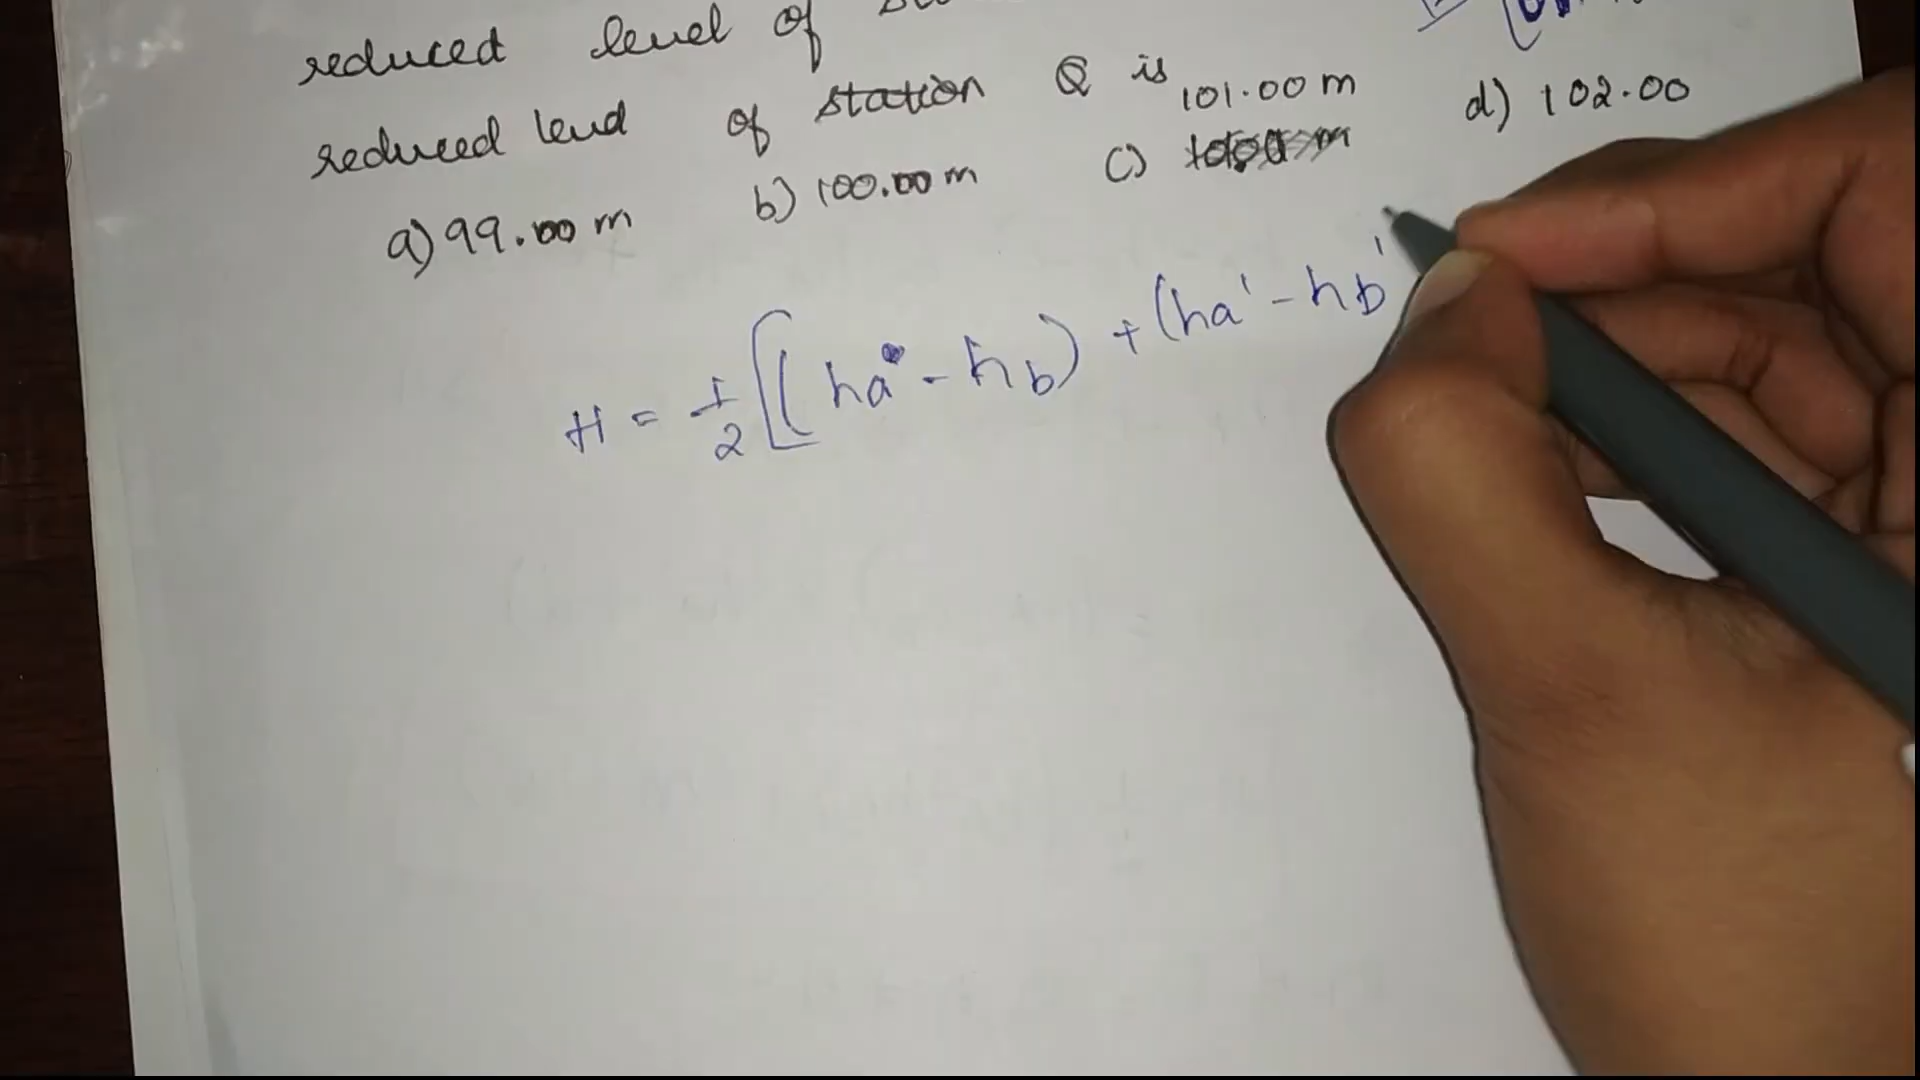 reduced level of
reduced level of station Q is
a) 99.00 m b) 100.00 m c) 101.00 m d) 102.00
H = 1/2 [(ha - hb) + (ha' - hb'